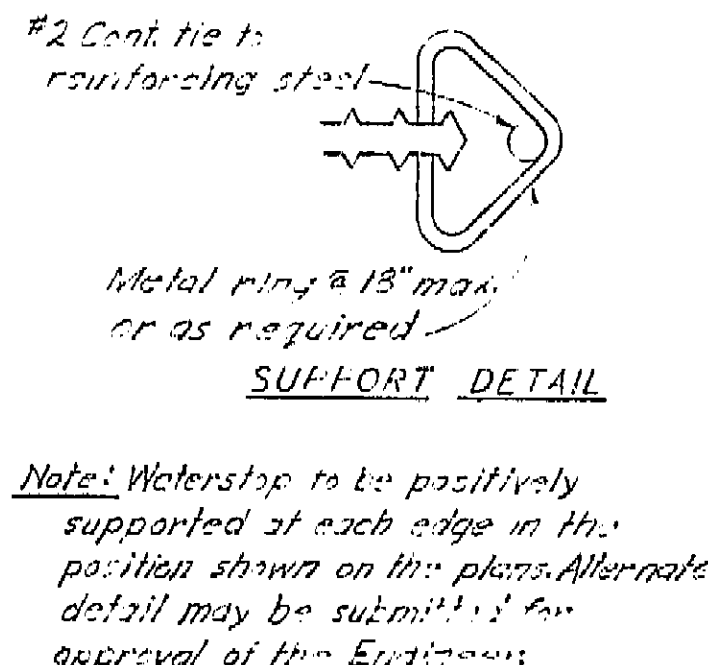 #2 Cont. tie to
reinforcing steel
Metal ring @ 18" max.
or as required
SUPPORT DETAIL
Note: Waterstop to be positively
supported at each edge in the
position shown on the plans. Alternate
detail may be submitted for
approval of the Engineer.